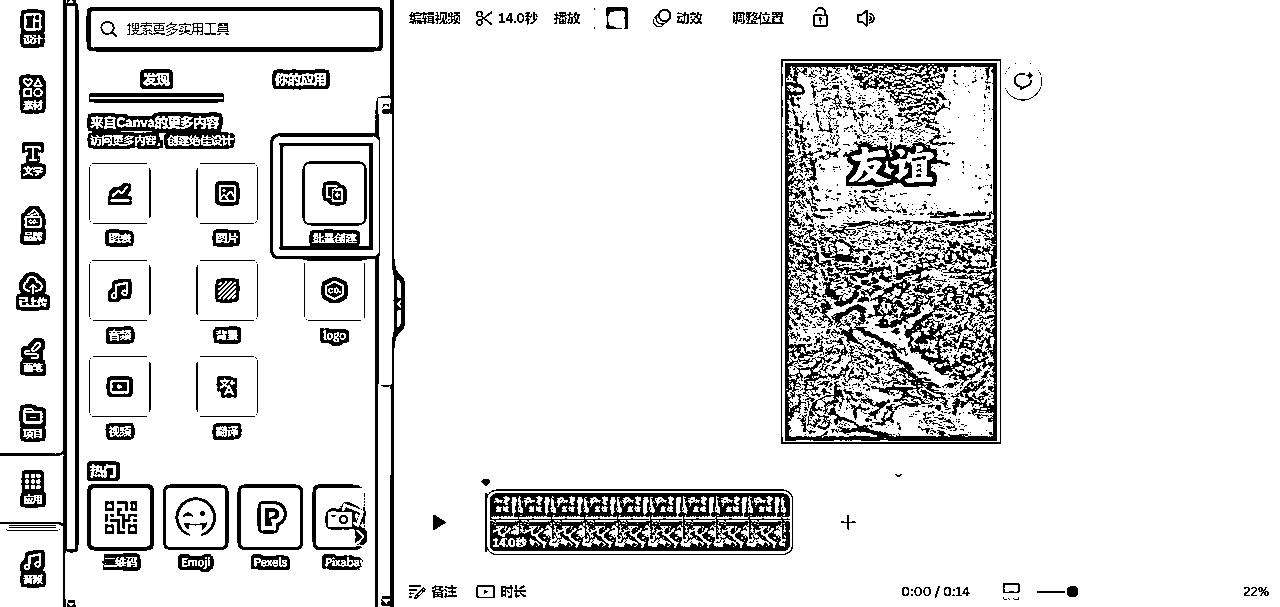 设计
素材
文字
品牌
已上传
画笔
项目
应用
音频
搜索更多实用工具
发现
你的应用
来自Canva的更多内容
访问更多内容，创建绝佳设计
图表
图片
批量创建
音频
背景
logo
视频
翻译
热门
二维码
Emoji
Pexels
Pixabay
编辑视频
14.0秒
播放
动效
调整位置
友谊
14.0秒
备注
时长
0:00 / 0:14
22%